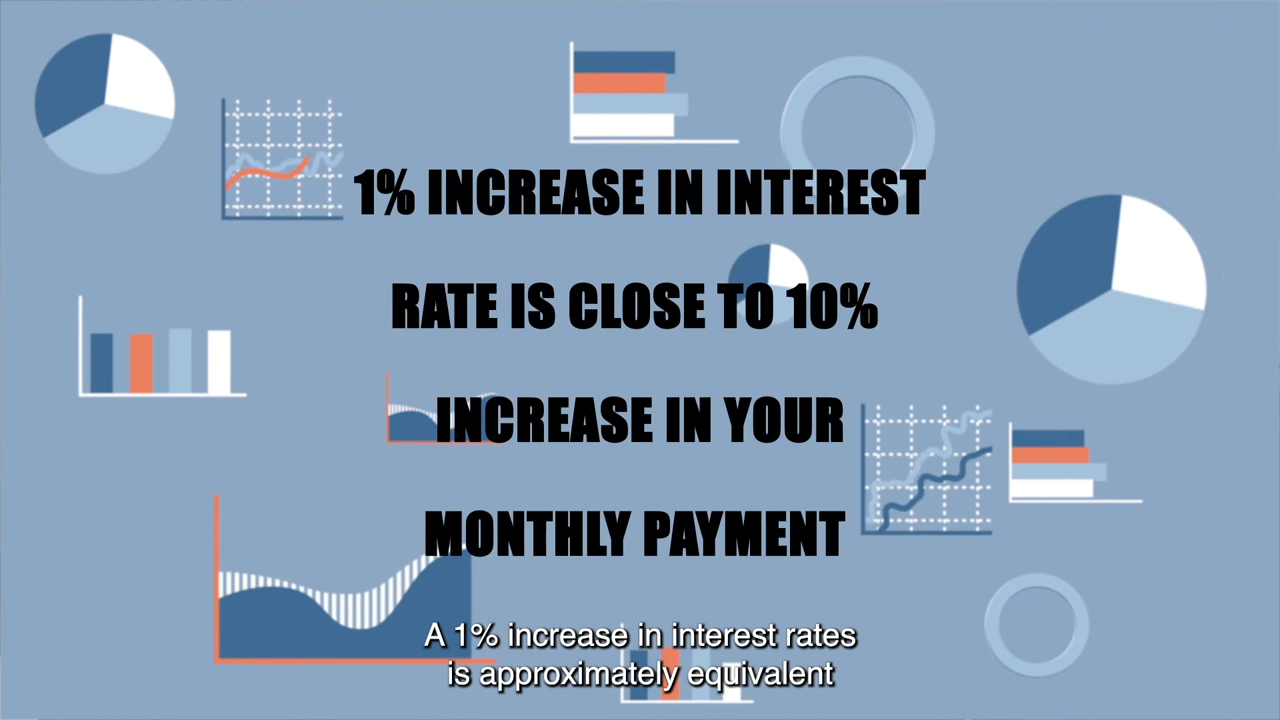 1% INCREASE IN INTEREST
RATE IS CLOSE TO 10%
INCREASE IN YOUR
MONTHLY PAYMENT
A 1% increase in interest rates
is approximately equivalent